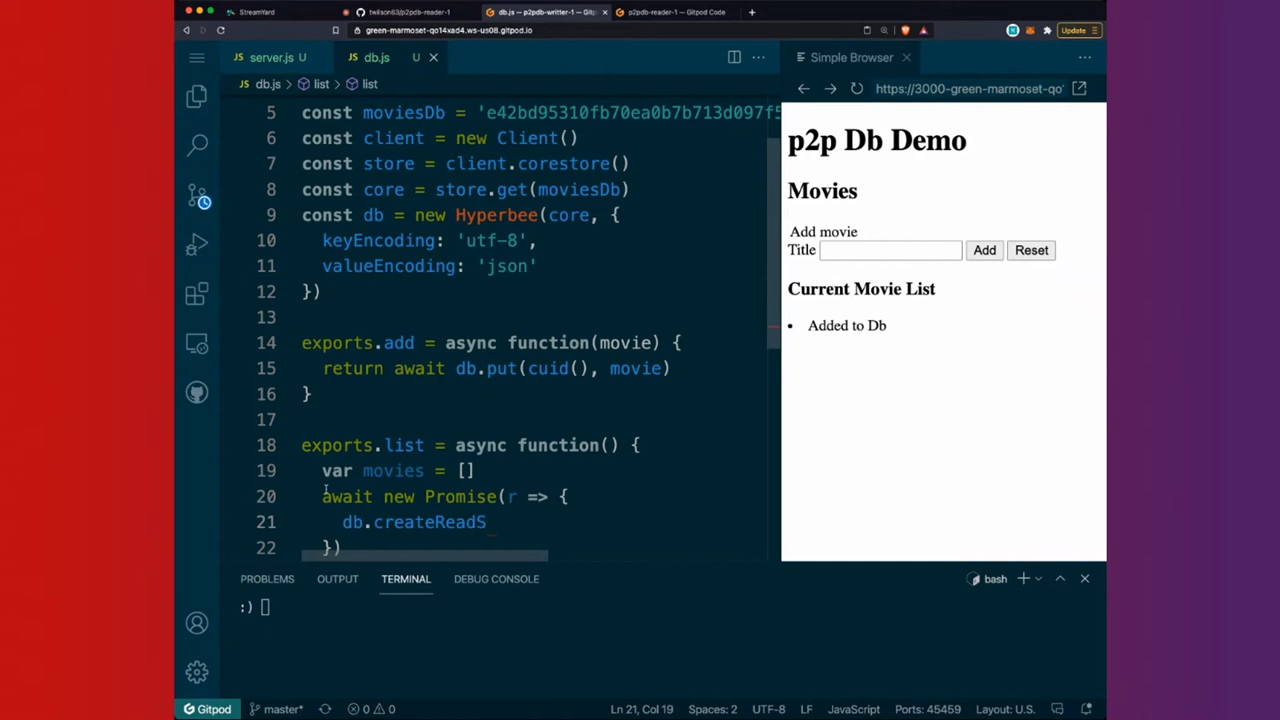 StreamYard
twilson63/p2pdb-reader-1
db.js — p2pdb-writter-1 — Gitp
p2pdb-reader-1 — Gitpod Code
green-marmoset-qo14xad4.ws-us08.gitpod.io
Update
JS server.js U
JS db.js U
Simple Browser
db.js > list > list
https://3000-green-marmoset-qo
5 const moviesDb = 'e42bd95310fb70ea0b7b713d097f5
6 const client = new Client()
7 const store = client.corestore()
8 const core = store.get(moviesDb)
9 const db = new Hyperbee(core, {
10 keyEncoding: 'utf-8',
11 valueEncoding: 'json'
12 })
13
14 exports.add = async function(movie) {
15 return await db.put(cuid(), movie)
16 }
17
18 exports.list = async function() {
19 var movies = []
20 await new Promise(r => {
21 db.createReadS
22 })
p2p Db Demo
Movies
Add movie
Title Add Reset
Current Movie List
• Added to Db
PROBLEMS OUTPUT TERMINAL DEBUG CONSOLE
bash
:)
Gitpod master* 0 0 Ln 21, Col 19 Spaces: 2 UTF-8 LF JavaScript Ports: 45459 Layout: U.S.